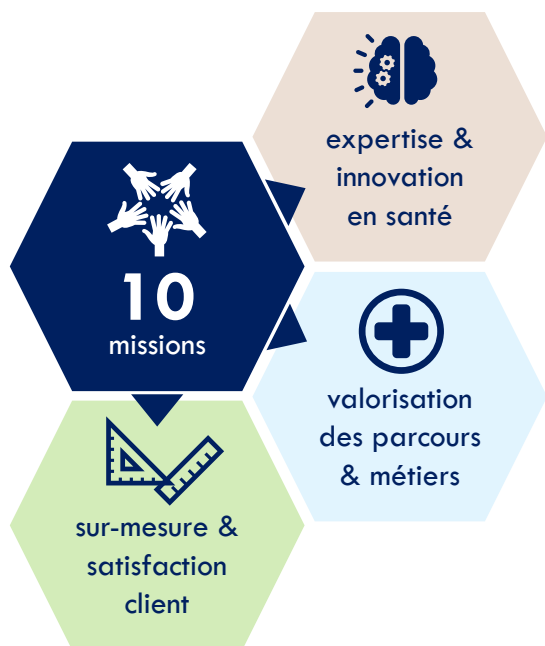 10
missions
expertise &
innovation
en santé
valorisation
des parcours
& métiers
sur-mesure &
satisfaction
client